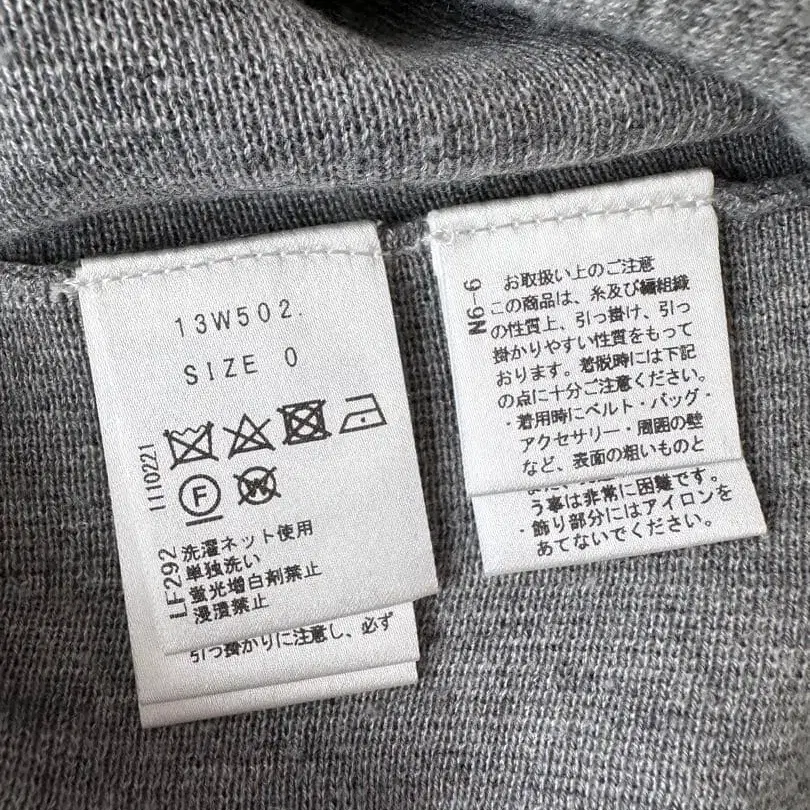 13W502.
SIZE 0
1110221
F
W
LF292
洗濯ネット使用
単独洗い
蛍光増白剤禁止
浸漬禁止
引っ掛かりに注意し、必ず
N6-6
お取扱い上のご注意
この商品は、糸及び編組織
の性質上、引っ掛け、引っ
掛かりやすい性質をもって
おります。着脱時には下記
の点に十分ご注意ください。
・着用時にベルト・バッグ・
アクセサリー・周囲の壁
など、表面の粗いものと
う事は非常に困難です。
・飾り部分にはアイロンを
あてないでください。